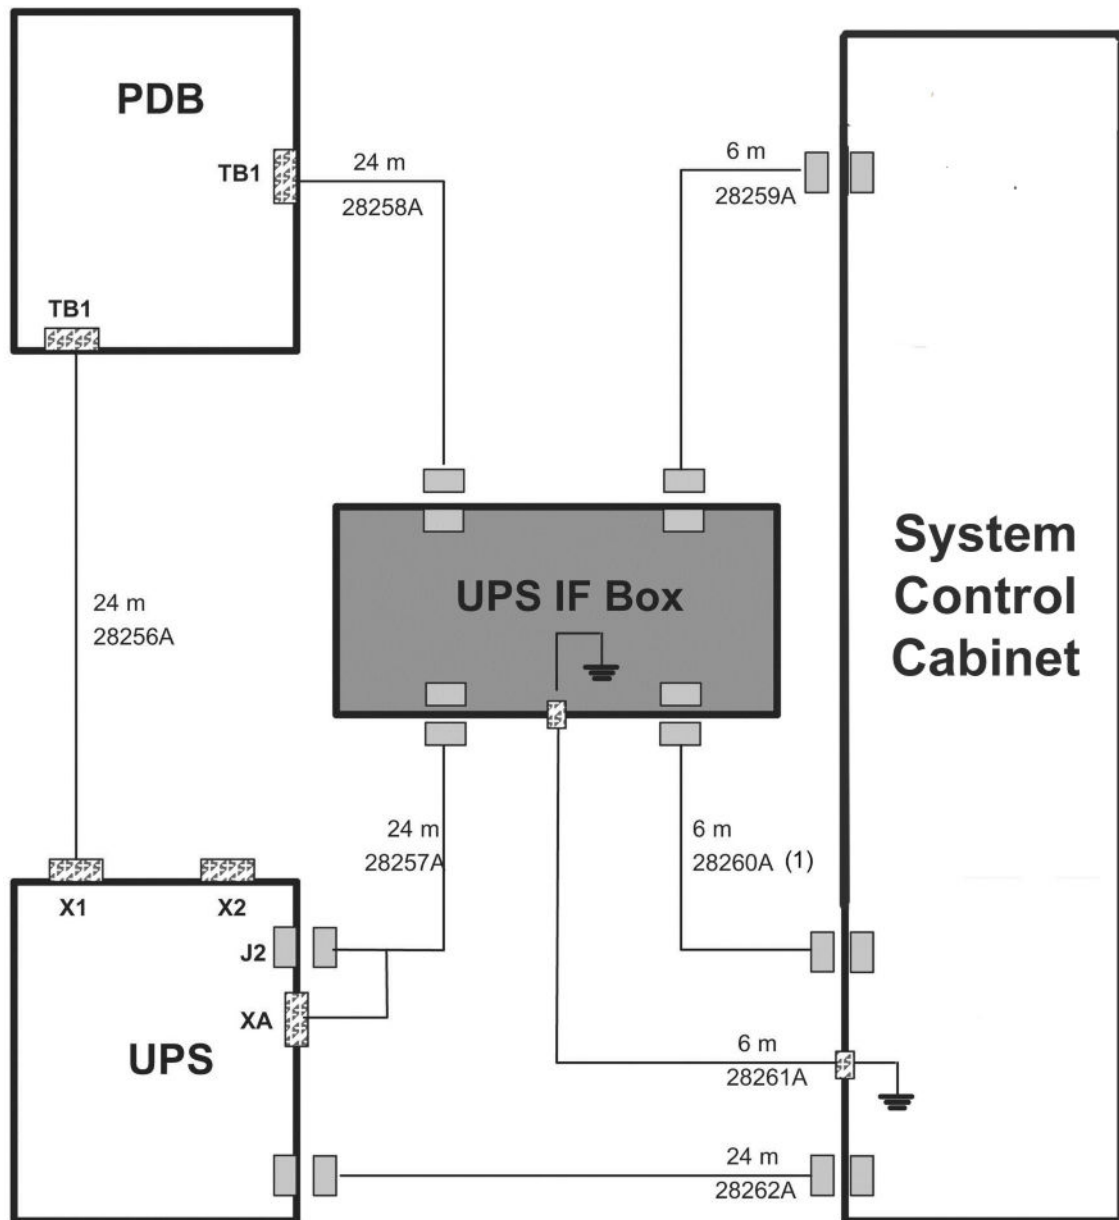 PDB
TB1
24 m
28258A
6 m
28259A
TB1
24 m
28256A
UPS IF Box
System
Control
Cabinet
24 m
28257A
6 m
28260A (1)
X1
X2
J2
XA
UPS
6 m
28261A
24 m
28262A